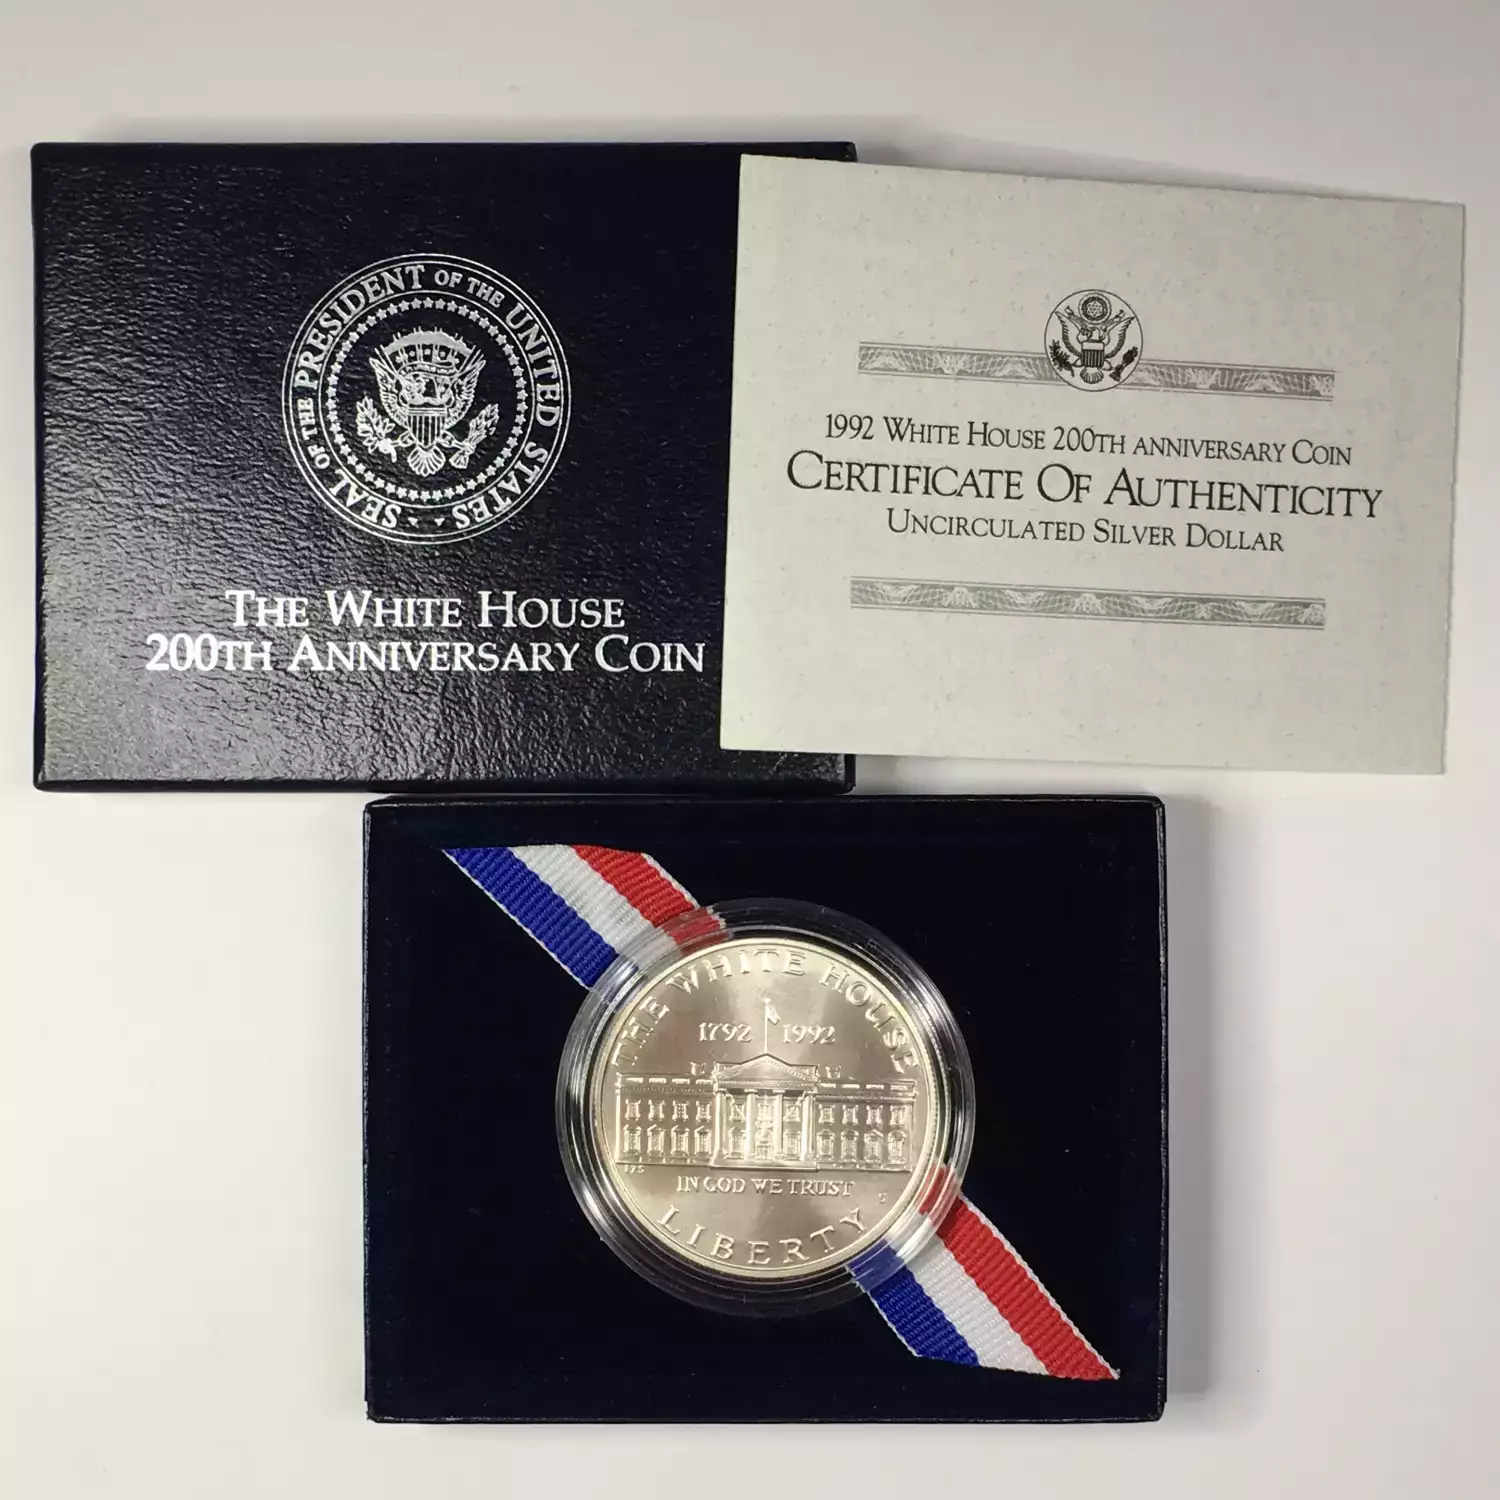 SEAL OF THE PRESIDENT OF THE UNITED STATES
THE WHITE HOUSE
200TH ANNIVERSARY COIN
1992 WHITE HOUSE 200TH ANNIVERSARY COIN
CERTIFICATE OF AUTHENTICITY
UNCIRCULATED SILVER DOLLAR
THE WHITE HOUSE
1792 1992
IN GOD WE TRUST
LIBERTY